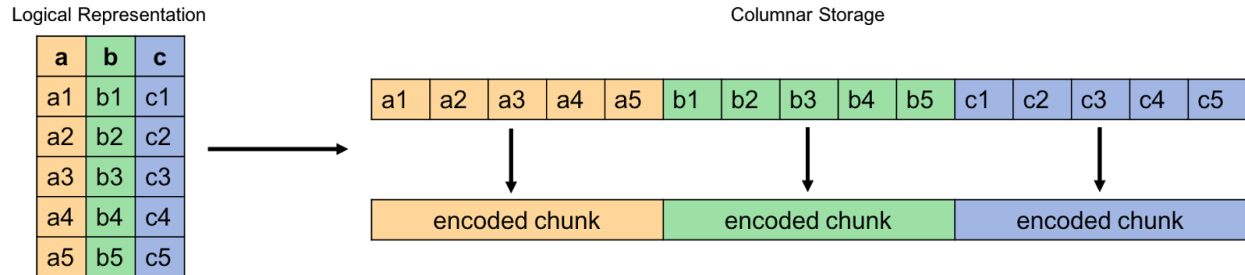 Logical Representation
a b c
a1 b1 c1
a2 b2 c2
a3 b3 c3
a4 b4 c4
a5 b5 c5
Columnar Storage
a1 a2 a3 a4 a5 b1 b2 b3 b4 b5 c1 c2 c3 c4 c5
encoded chunk encoded chunk encoded chunk